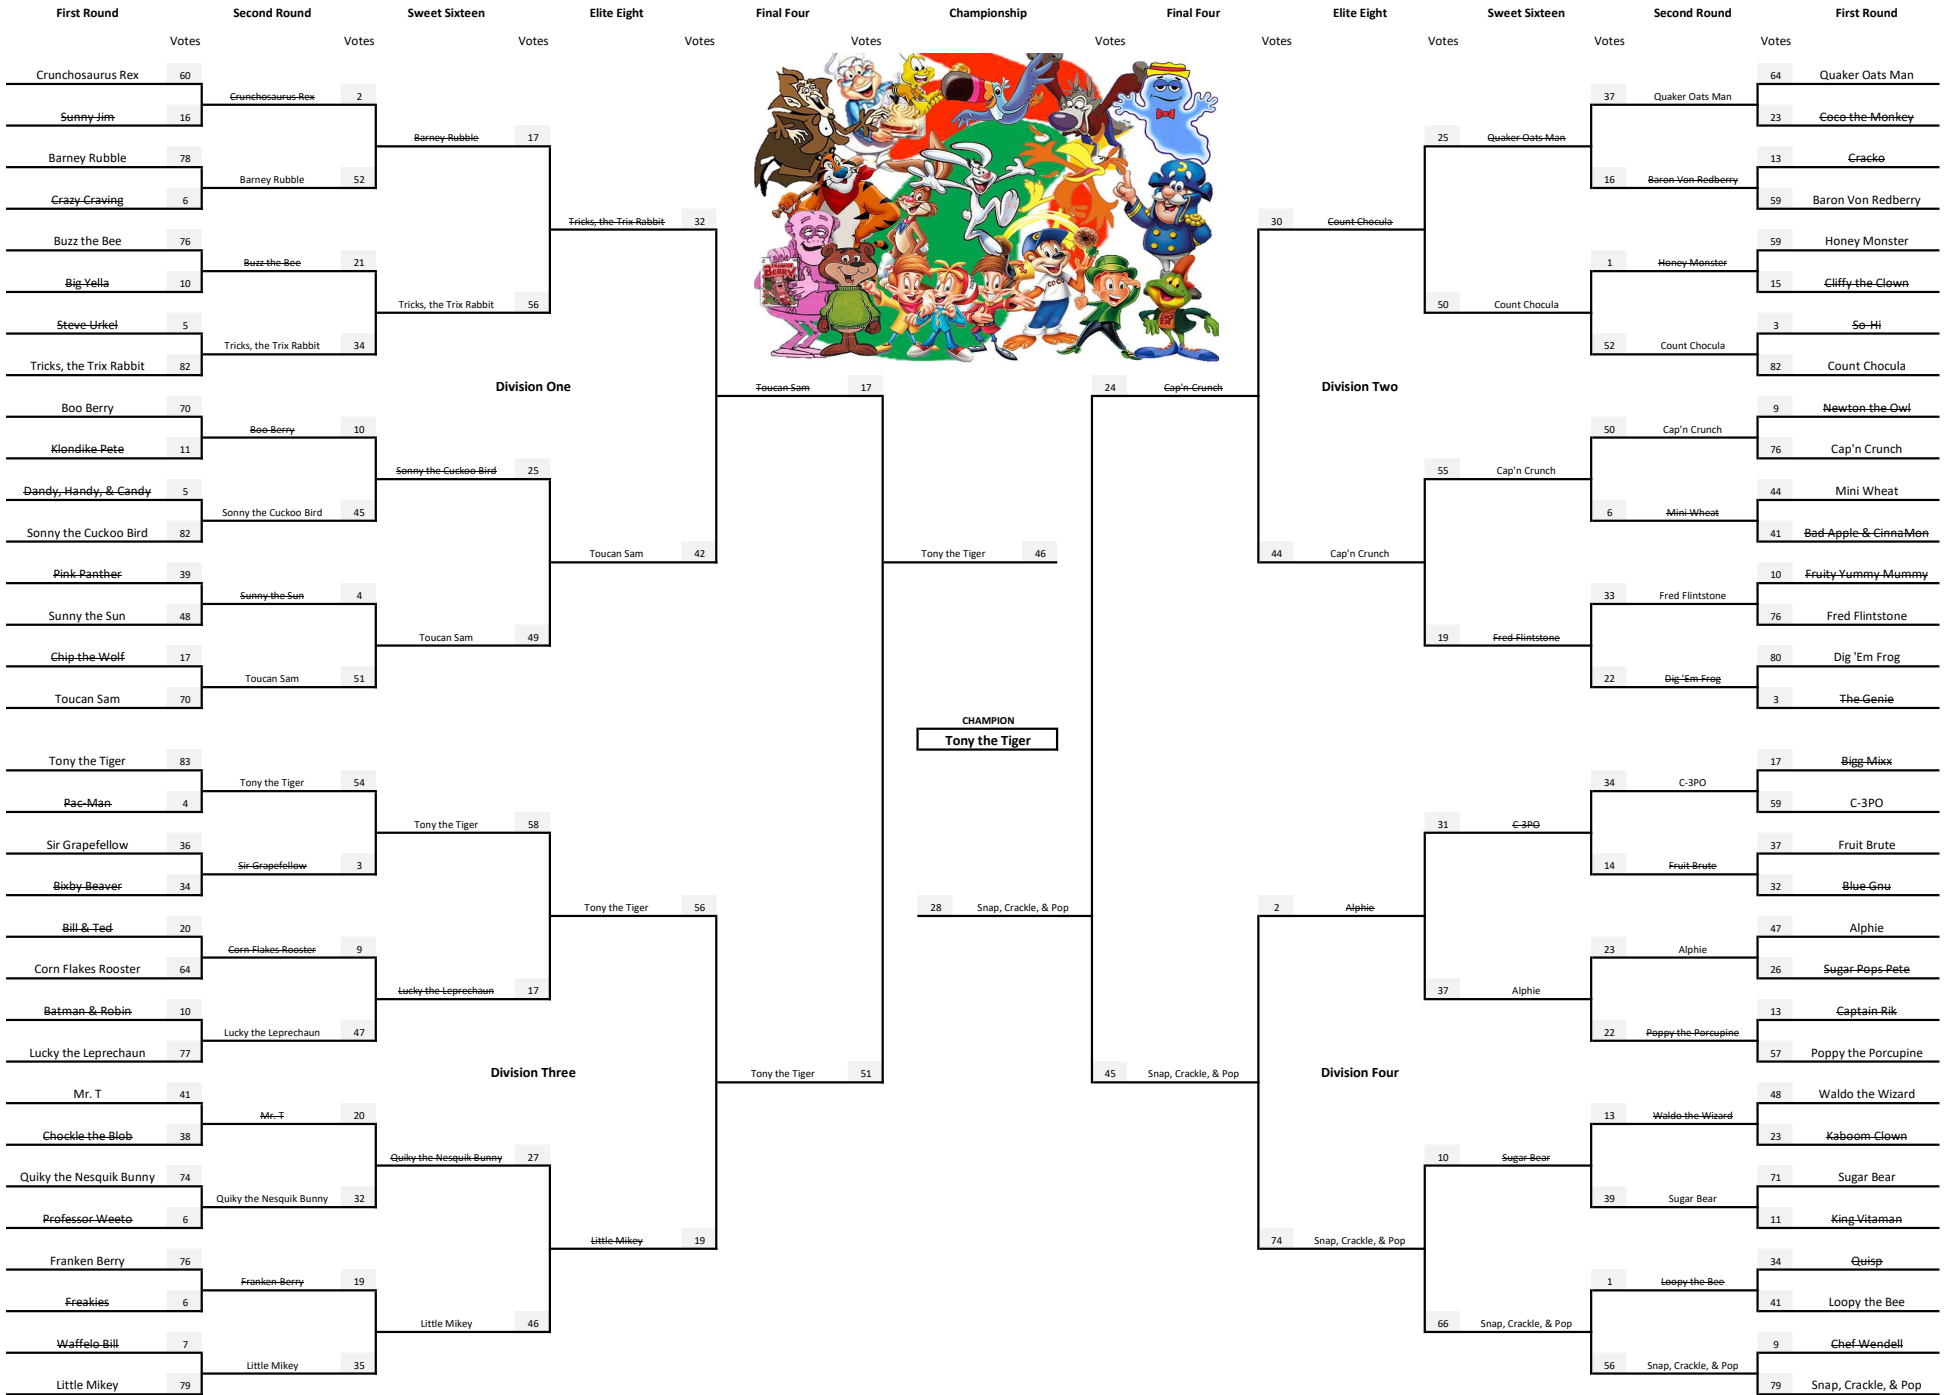 First Round Second Round Sweet Sixteen Elite Eight Final Four Championship Final Four Elite Eight Sweet Sixteen Second Round First Round
Votes Votes Votes Votes Votes Votes Votes Votes Votes Votes
Crunchosaurus Rex 60
Sunny Jim 16
Barney Rubble 78
Crazy Craving 6
Buzz the Bee 76
Big Yella 10
Steve Urkel 5
Tricks, the Trix Rabbit 82
Boo Berry 70
Klondike Pete 11
Dandy, Handy, & Candy 5
Sonny the Cuckoo Bird 82
Pink Panther 39
Sunny the Sun 48
Chip the Wolf 17
Toucan Sam 70
Crunchosaurus Rex 2
Barney Rubble 52
Buzz the Bee 21
Tricks, the Trix Rabbit 34
Boo Berry 10
Sonny the Cuckoo Bird 45
Sunny the Sun 4
Toucan Sam 51
Barney Rubble 17
Tricks, the Trix Rabbit 56
Division One
Sonny the Cuckoo Bird 25
Toucan Sam 49
Tricks, the Trix Rabbit 32
Toucan Sam 42
Toucan Sam 17
Tony the Tiger 83
Pac-Man 4
Sir Grapefellow 36
Bixby Beaver 34
Bill & Ted 20
Corn Flakes Rooster 64
Batman & Robin 10
Lucky the Leprechaun 77
Mr. T 41
Chockle the Blob 38
Quiky the Nesquik Bunny 74
Professor Weeto 6
Franken Berry 76
Freakies 6
Waffelo Bill 7
Little Mikey 79
Tony the Tiger 54
Sir Grapefellow 3
Corn Flakes Rooster 9
Lucky the Leprechaun 47
Mr. T 20
Quiky the Nesquik Bunny 32
Franken Berry 19
Little Mikey 35
Tony the Tiger 58
Lucky the Leprechaun 17
Division Three
Quiky the Nesquik Bunny 27
Little Mikey 46
Tony the Tiger 56
Little Mikey 19
Tony the Tiger 51
FRANKEN
BERRY
COCO
DIG
EM
Tony the Tiger 46
CHAMPION
Tony the Tiger
28 Snap, Crackle, & Pop
24 Cap'n Crunch
45 Snap, Crackle, & Pop
30 Count Chocula
44 Cap'n Crunch
25 Quaker Oats Man
50 Count Chocula
Division Two
55 Cap'n Crunch
19 Fred Flintstone
37 Quaker Oats Man
16 Baron Von Redberry
1 Honey Monster
52 Count Chocula
50 Cap'n Crunch
6 Mini Wheat
33 Fred Flintstone
22 Dig 'Em Frog
64 Quaker Oats Man
23 Coco the Monkey
13 Cracko
59 Baron Von Redberry
59 Honey Monster
15 Cliffy the Clown
3 So-Hi
82 Count Chocula
9 Newton the Owl
76 Cap'n Crunch
44 Mini Wheat
41 Bad Apple & CinnaMon
10 Fruity Yummy Mummy
76 Fred Flintstone
80 Dig 'Em Frog
3 The Genie
2 Alphie
74 Snap, Crackle, & Pop
31 C-3PO
37 Alphie
Division Four
10 Sugar Bear
66 Snap, Crackle, & Pop
34 C-3PO
14 Fruit Brute
23 Alphie
22 Poppy the Porcupine
13 Waldo the Wizard
39 Sugar Bear
1 Loopy the Bee
56 Snap, Crackle, & Pop
17 Bigg Mixx
59 C-3PO
37 Fruit Brute
32 Blue Gnu
47 Alphie
26 Sugar Pops Pete
13 Captain Rik
57 Poppy the Porcupine
48 Waldo the Wizard
23 Kaboom Clown
71 Sugar Bear
11 King Vitaman
34 Quisp
41 Loopy the Bee
9 Chef Wendell
79 Snap, Crackle, & Pop